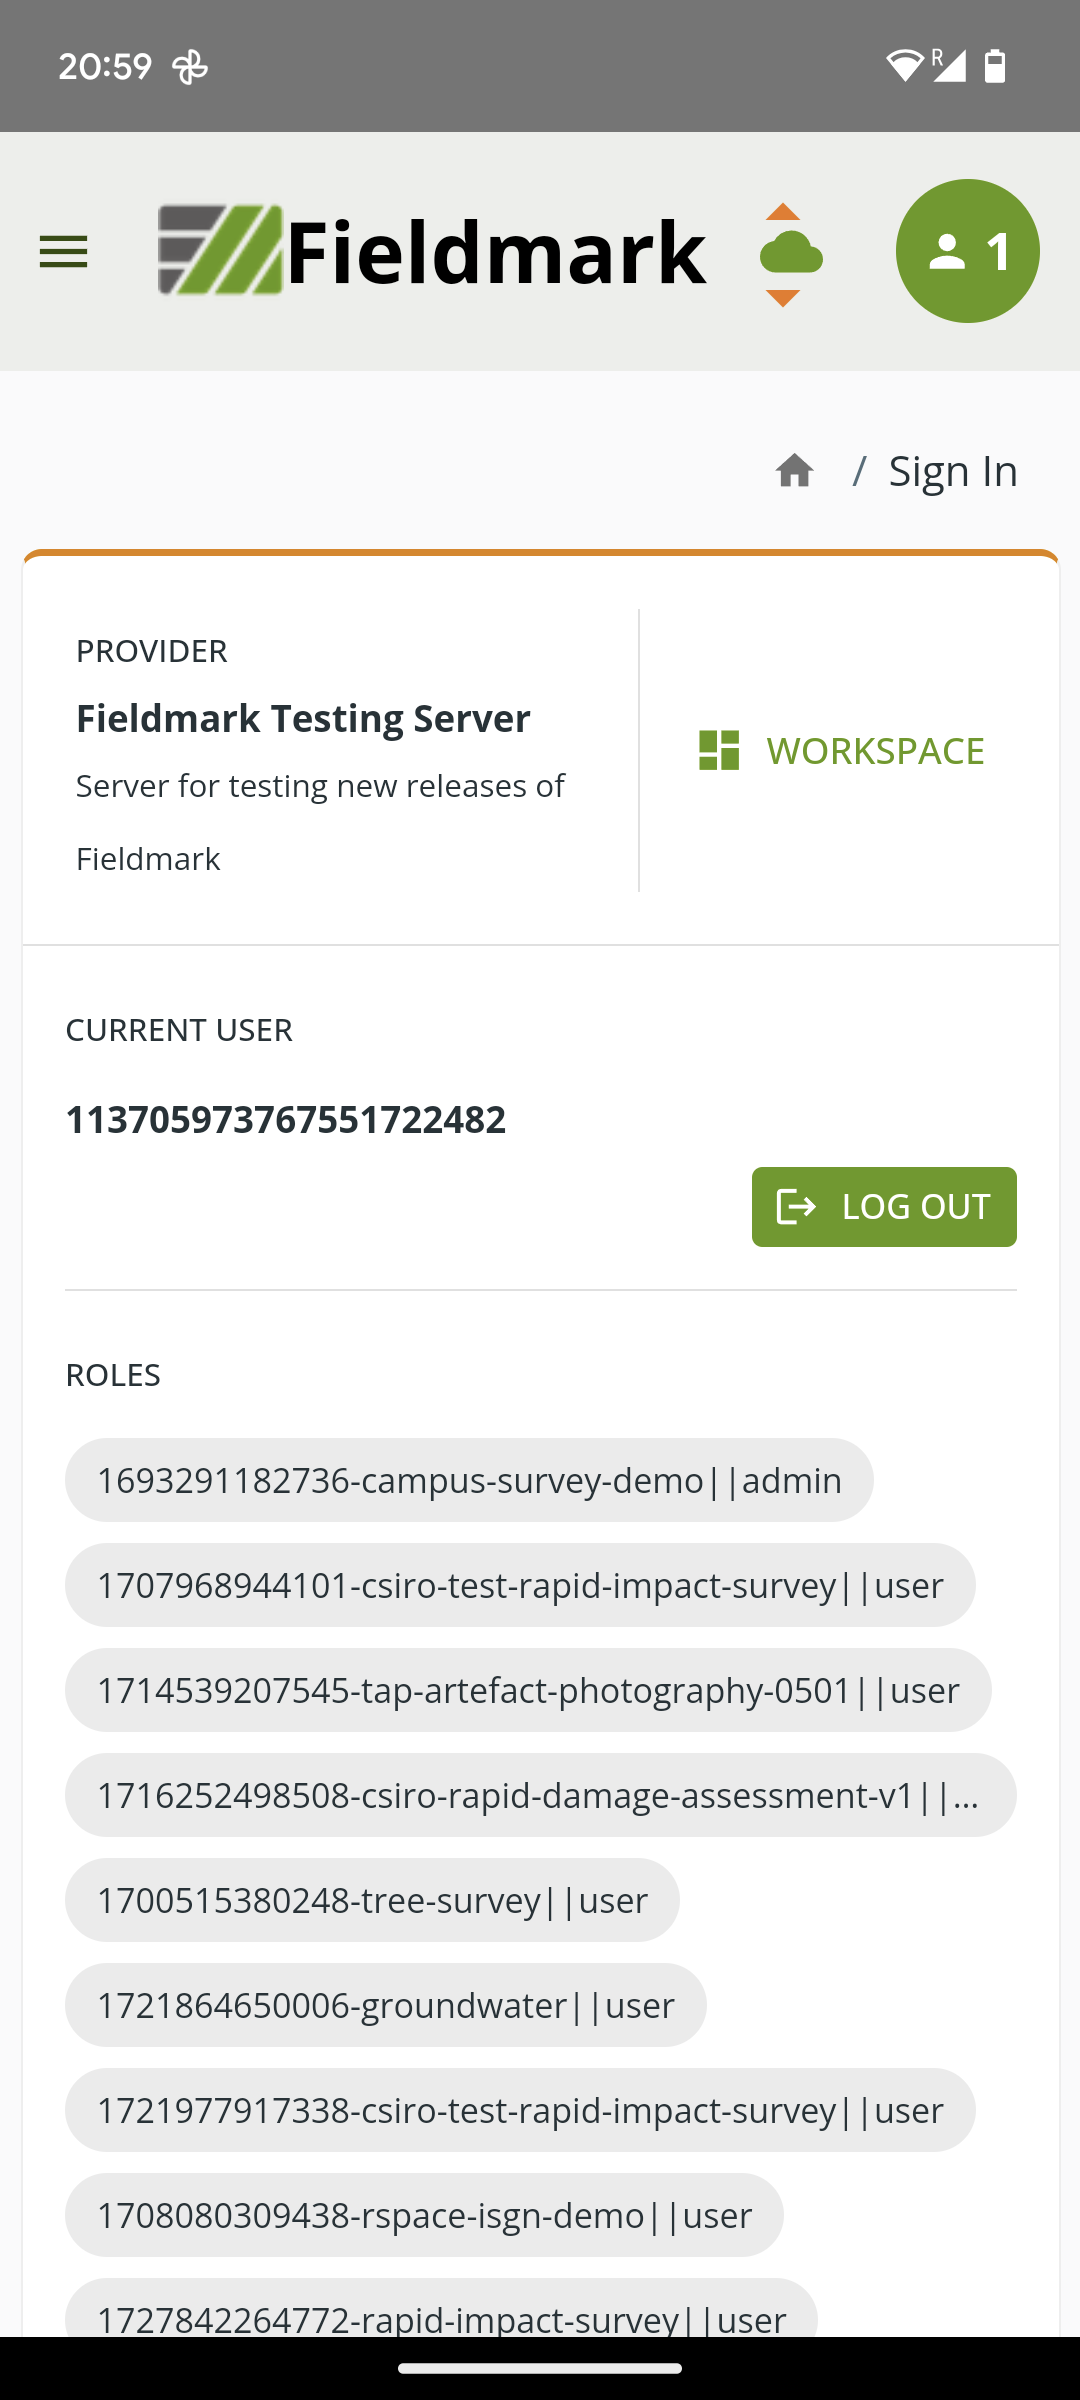 20:59
R
Fieldmark
1
/ Sign In
PROVIDER
Fieldmark Testing Server
Server for testing new releases of
Fieldmark
WORKSPACE
CURRENT USER
113705973767551722482
LOG OUT
ROLES
1693291182736-campus-survey-demo||admin
1707968944101-csiro-test-rapid-impact-survey||user
1714539207545-tap-artefact-photography-0501||user
1716252498508-csiro-rapid-damage-assessment-v1||...
1700515380248-tree-survey||user
1721864650006-groundwater||user
1721977917338-csiro-test-rapid-impact-survey||user
1708080309438-rspace-isgn-demo||user
1727842264772-rapid-impact-survey||user